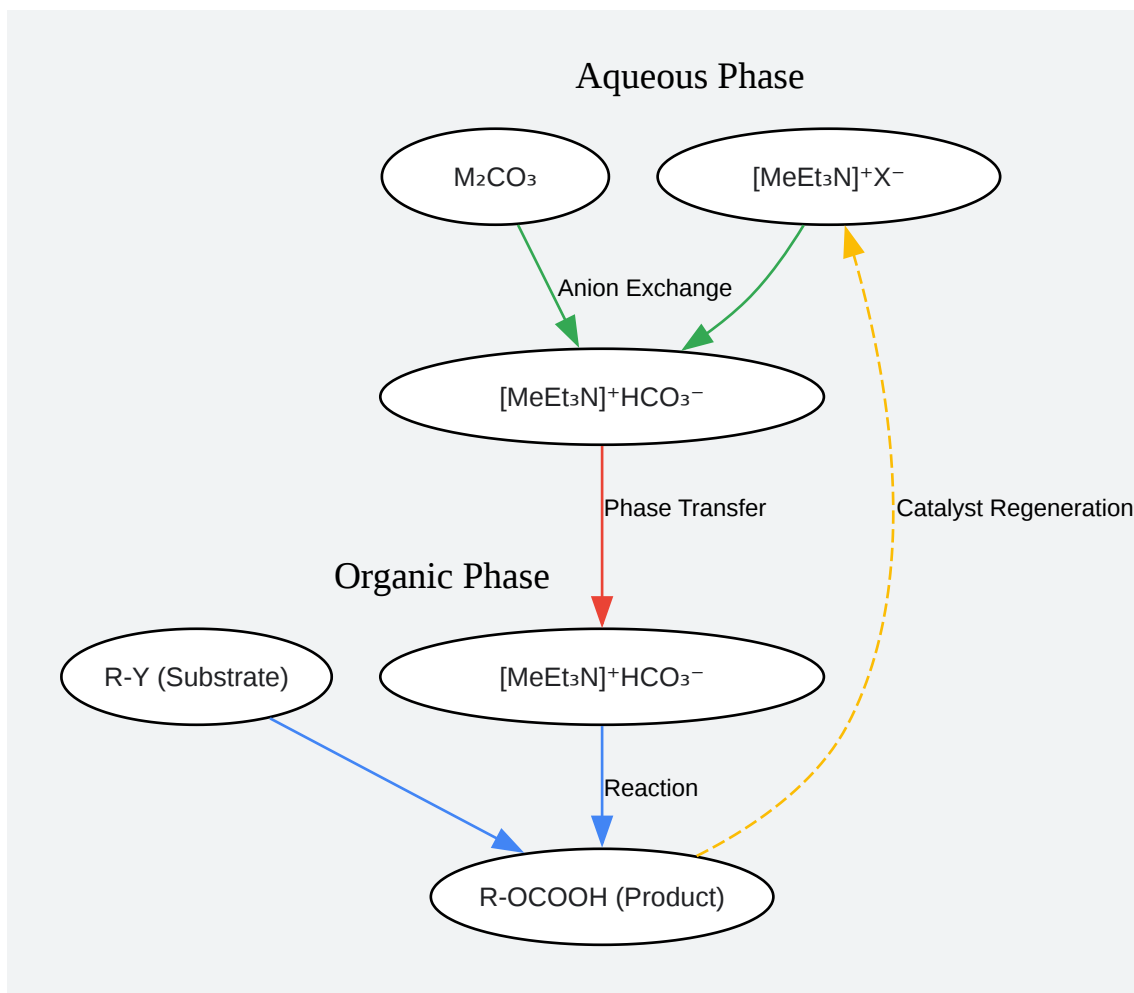 Aqueous Phase
M₂CO₃
[MeEt₃N]⁺X⁻
Anion Exchange
[MeEt₃N]⁺HCO₃⁻
Phase Transfer
Catalyst Regeneration
Organic Phase
R-Y (Substrate)
[MeEt₃N]⁺HCO₃⁻
Reaction
R-OCOOH (Product)